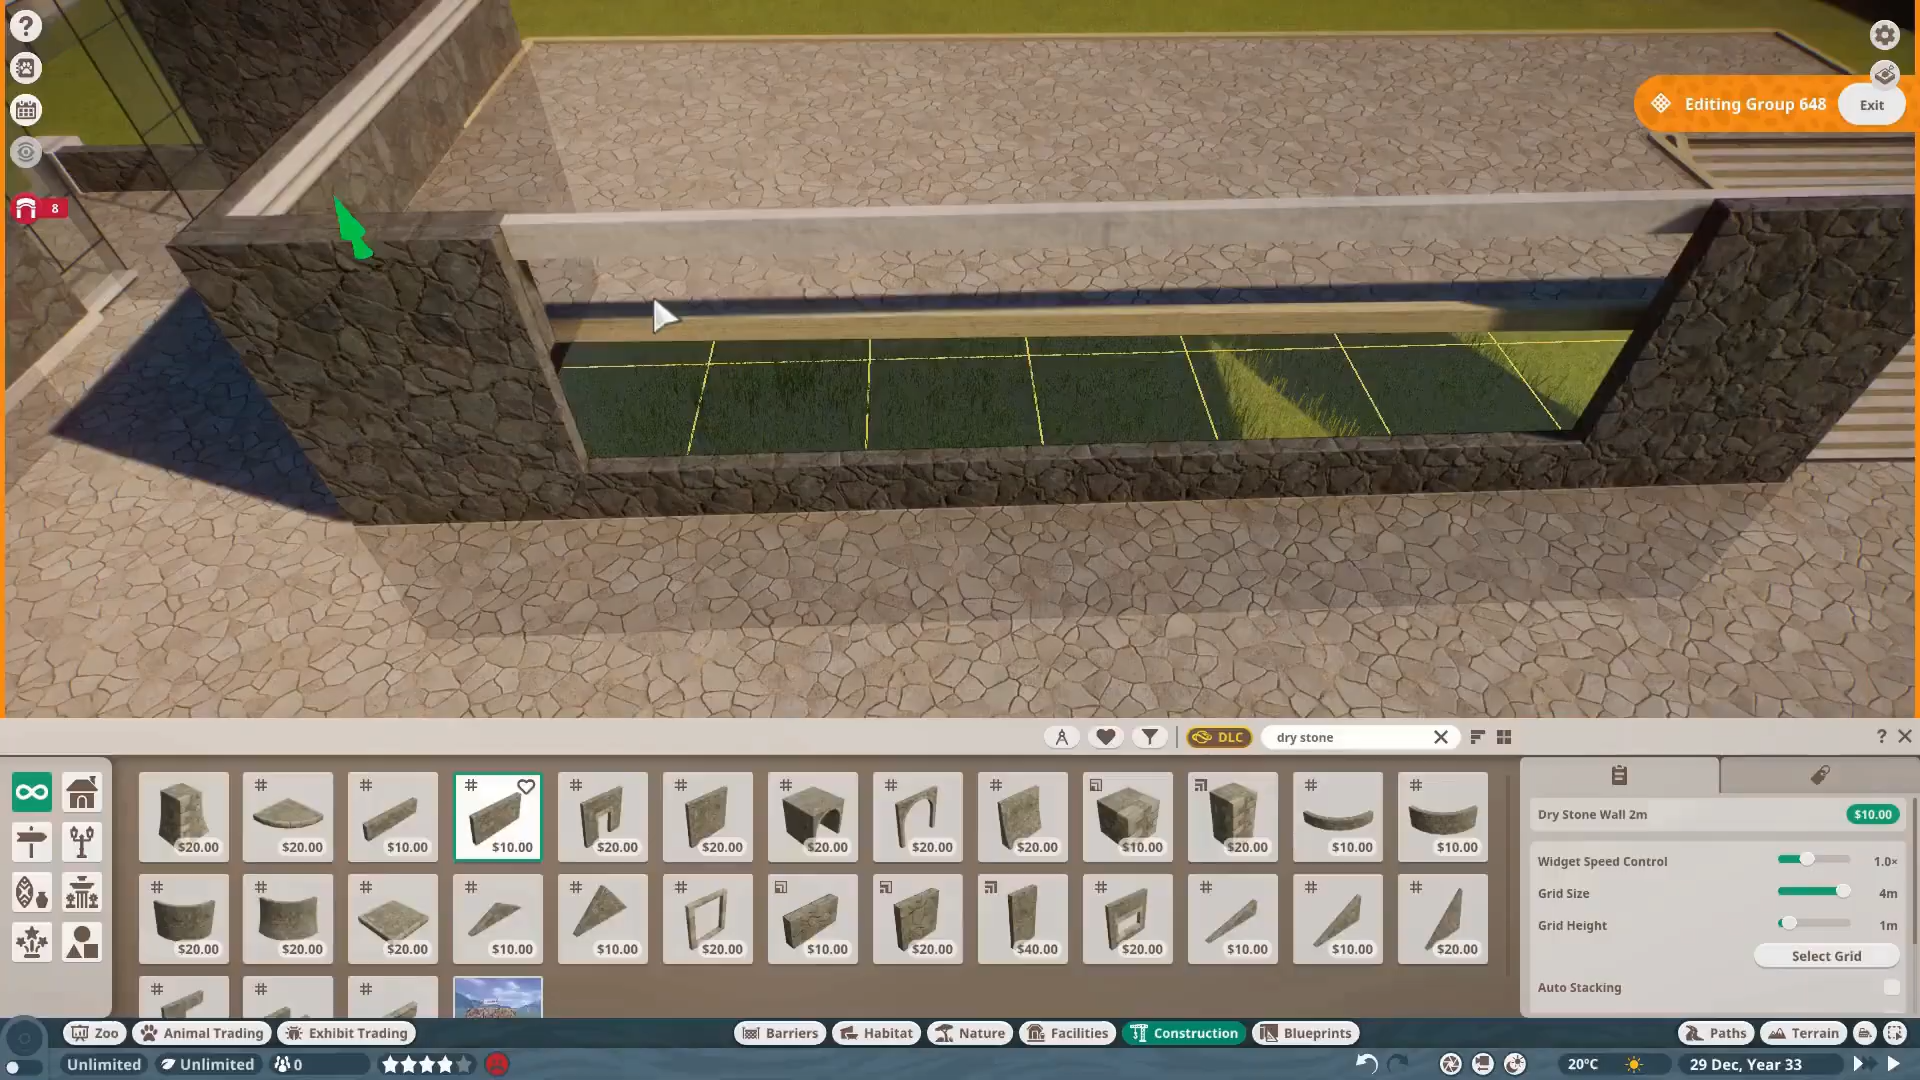 ?
Editing Group 648
Exit
8
DLC
dry stone
?
$20.00
$20.00
$10.00
$10.00
$20.00
$20.00
$20.00
$20.00
$20.00
$10.00
$20.00
$10.00
$10.00
$20.00
$20.00
$20.00
$10.00
$10.00
$20.00
$10.00
$20.00
$40.00
$20.00
$10.00
$10.00
$20.00
Dry Stone Wall 2m
$10.00
Widget Speed Control
1.0×
Grid Size
4m
Grid Height
1m
Select Grid
Auto Stacking
Zoo
Animal Trading
Exhibit Trading
Barriers
Habitat
Nature
Facilities
Construction
Blueprints
Paths
Terrain
Unlimited
Unlimited
0
20°C
29 Dec, Year 33